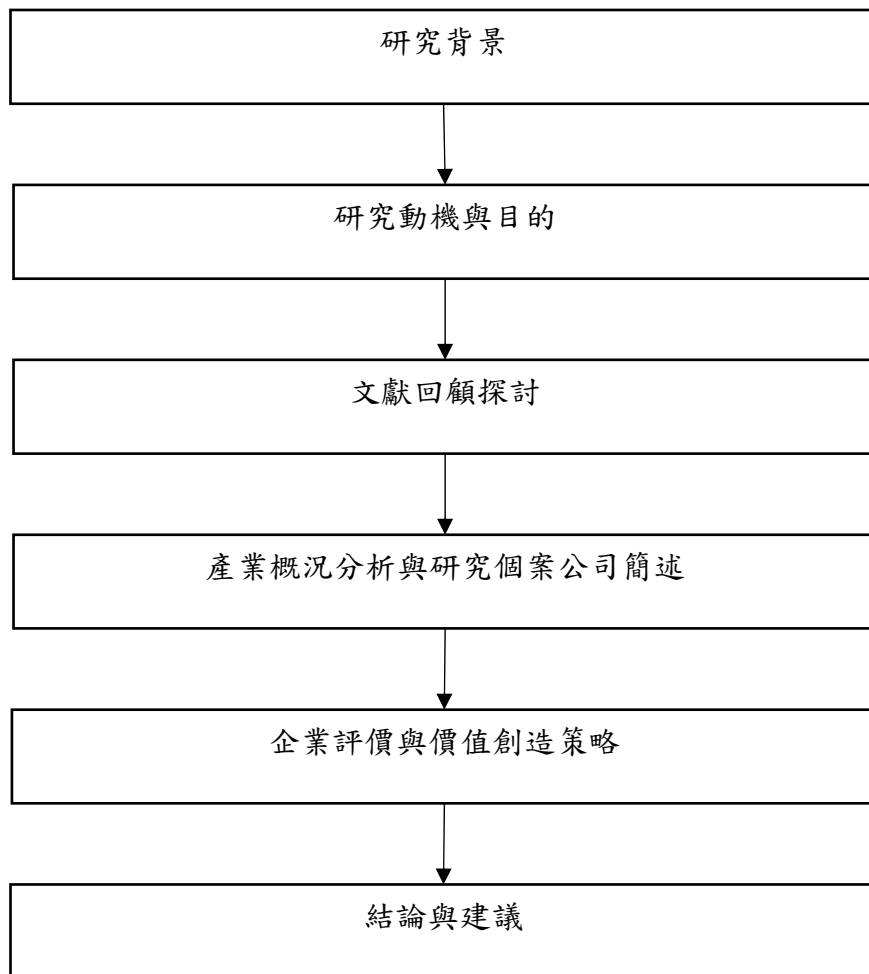 研究背景
研究動機與目的
文獻回顧探討
產業概況分析與研究個案公司簡述
企業評價與價值創造策略
結論與建議